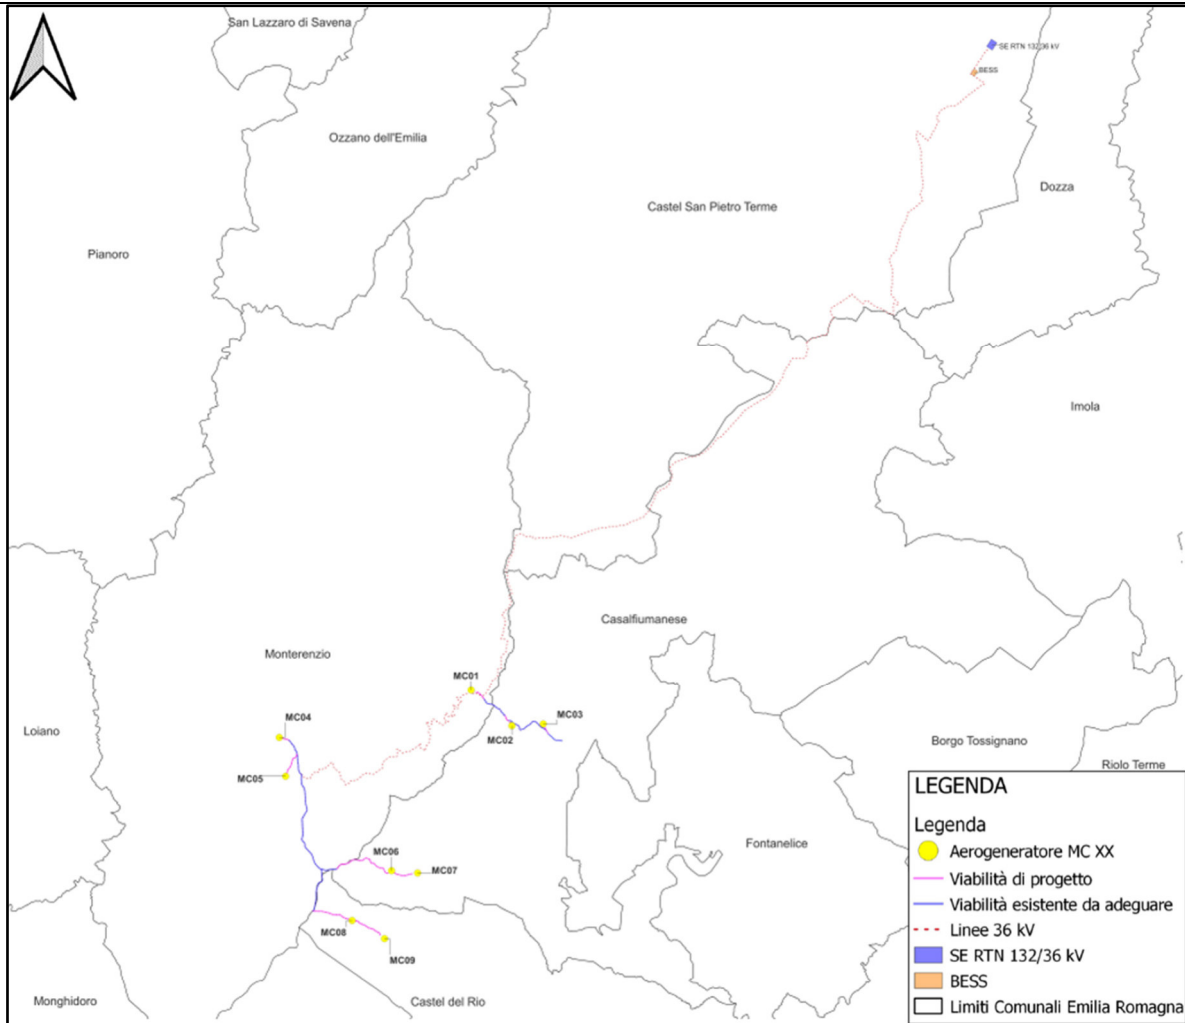 San Lazzaro di Savena
SE RTN 132/36 kV
BESS
Ozzano dell'Emilia
Dozza
Castel San Pietro Terme
Pianoro
Imola
Casalfiumanese
Monterenzio
MC01
MC04
MC03
Loiano
MC02
Borgo Tossignano
Riolo Terme
MC05
LEGENDA
Legenda
Aerogeneratore MC XX
Viabilità di progetto
Viabilità esistente da adeguare
Linee 36 kV
SE RTN 132/36 kV
BESS
Limiti Comunali Emilia Romagna
Fontanelice
MC06
MC07
MC08
MC09
Monghidoro
Castel del Rio